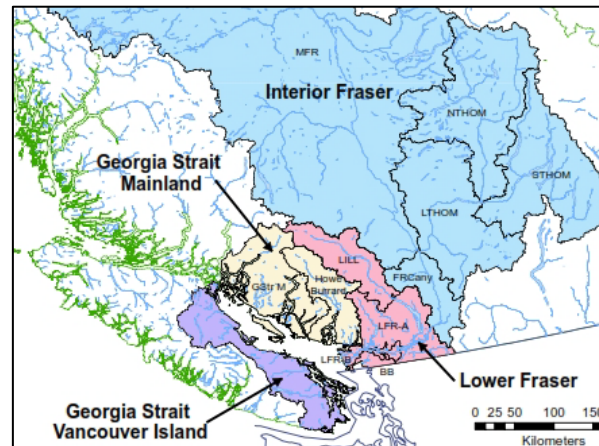 MFR
Interior Fraser
NTHOM
Georgia Strait
Mainland
STHOM
LTHOM
LILL
FRCany
GStr M
Howe
Burrard
LFR-A
LFR-B
BB
Lower Fraser
Georgia Strait
Vancouver Island
0 25 50 100 150
Kilometers